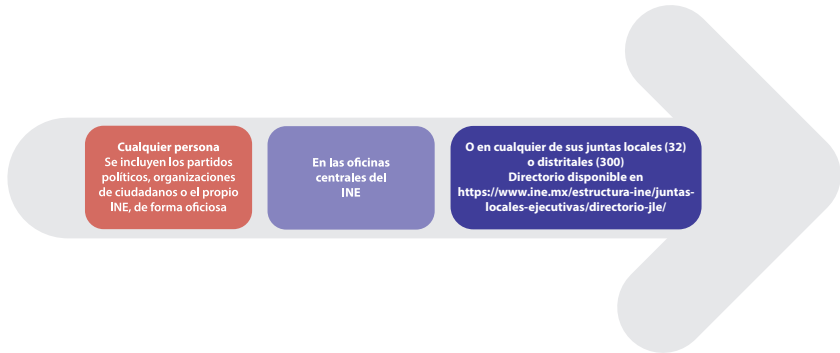 Cualquier persona
Se incluyen los partidos
políticos, organizaciones
de ciudadanos o el propio
INE, de forma oficiosa
En las oficinas
centrales del
INE
O en cualquier de sus juntas locales (32)
o distritales (300)
Directorio disponible en
https://www.ine.mx/estructura-ine/juntas-
locales-ejecutivas/directorio-jle/